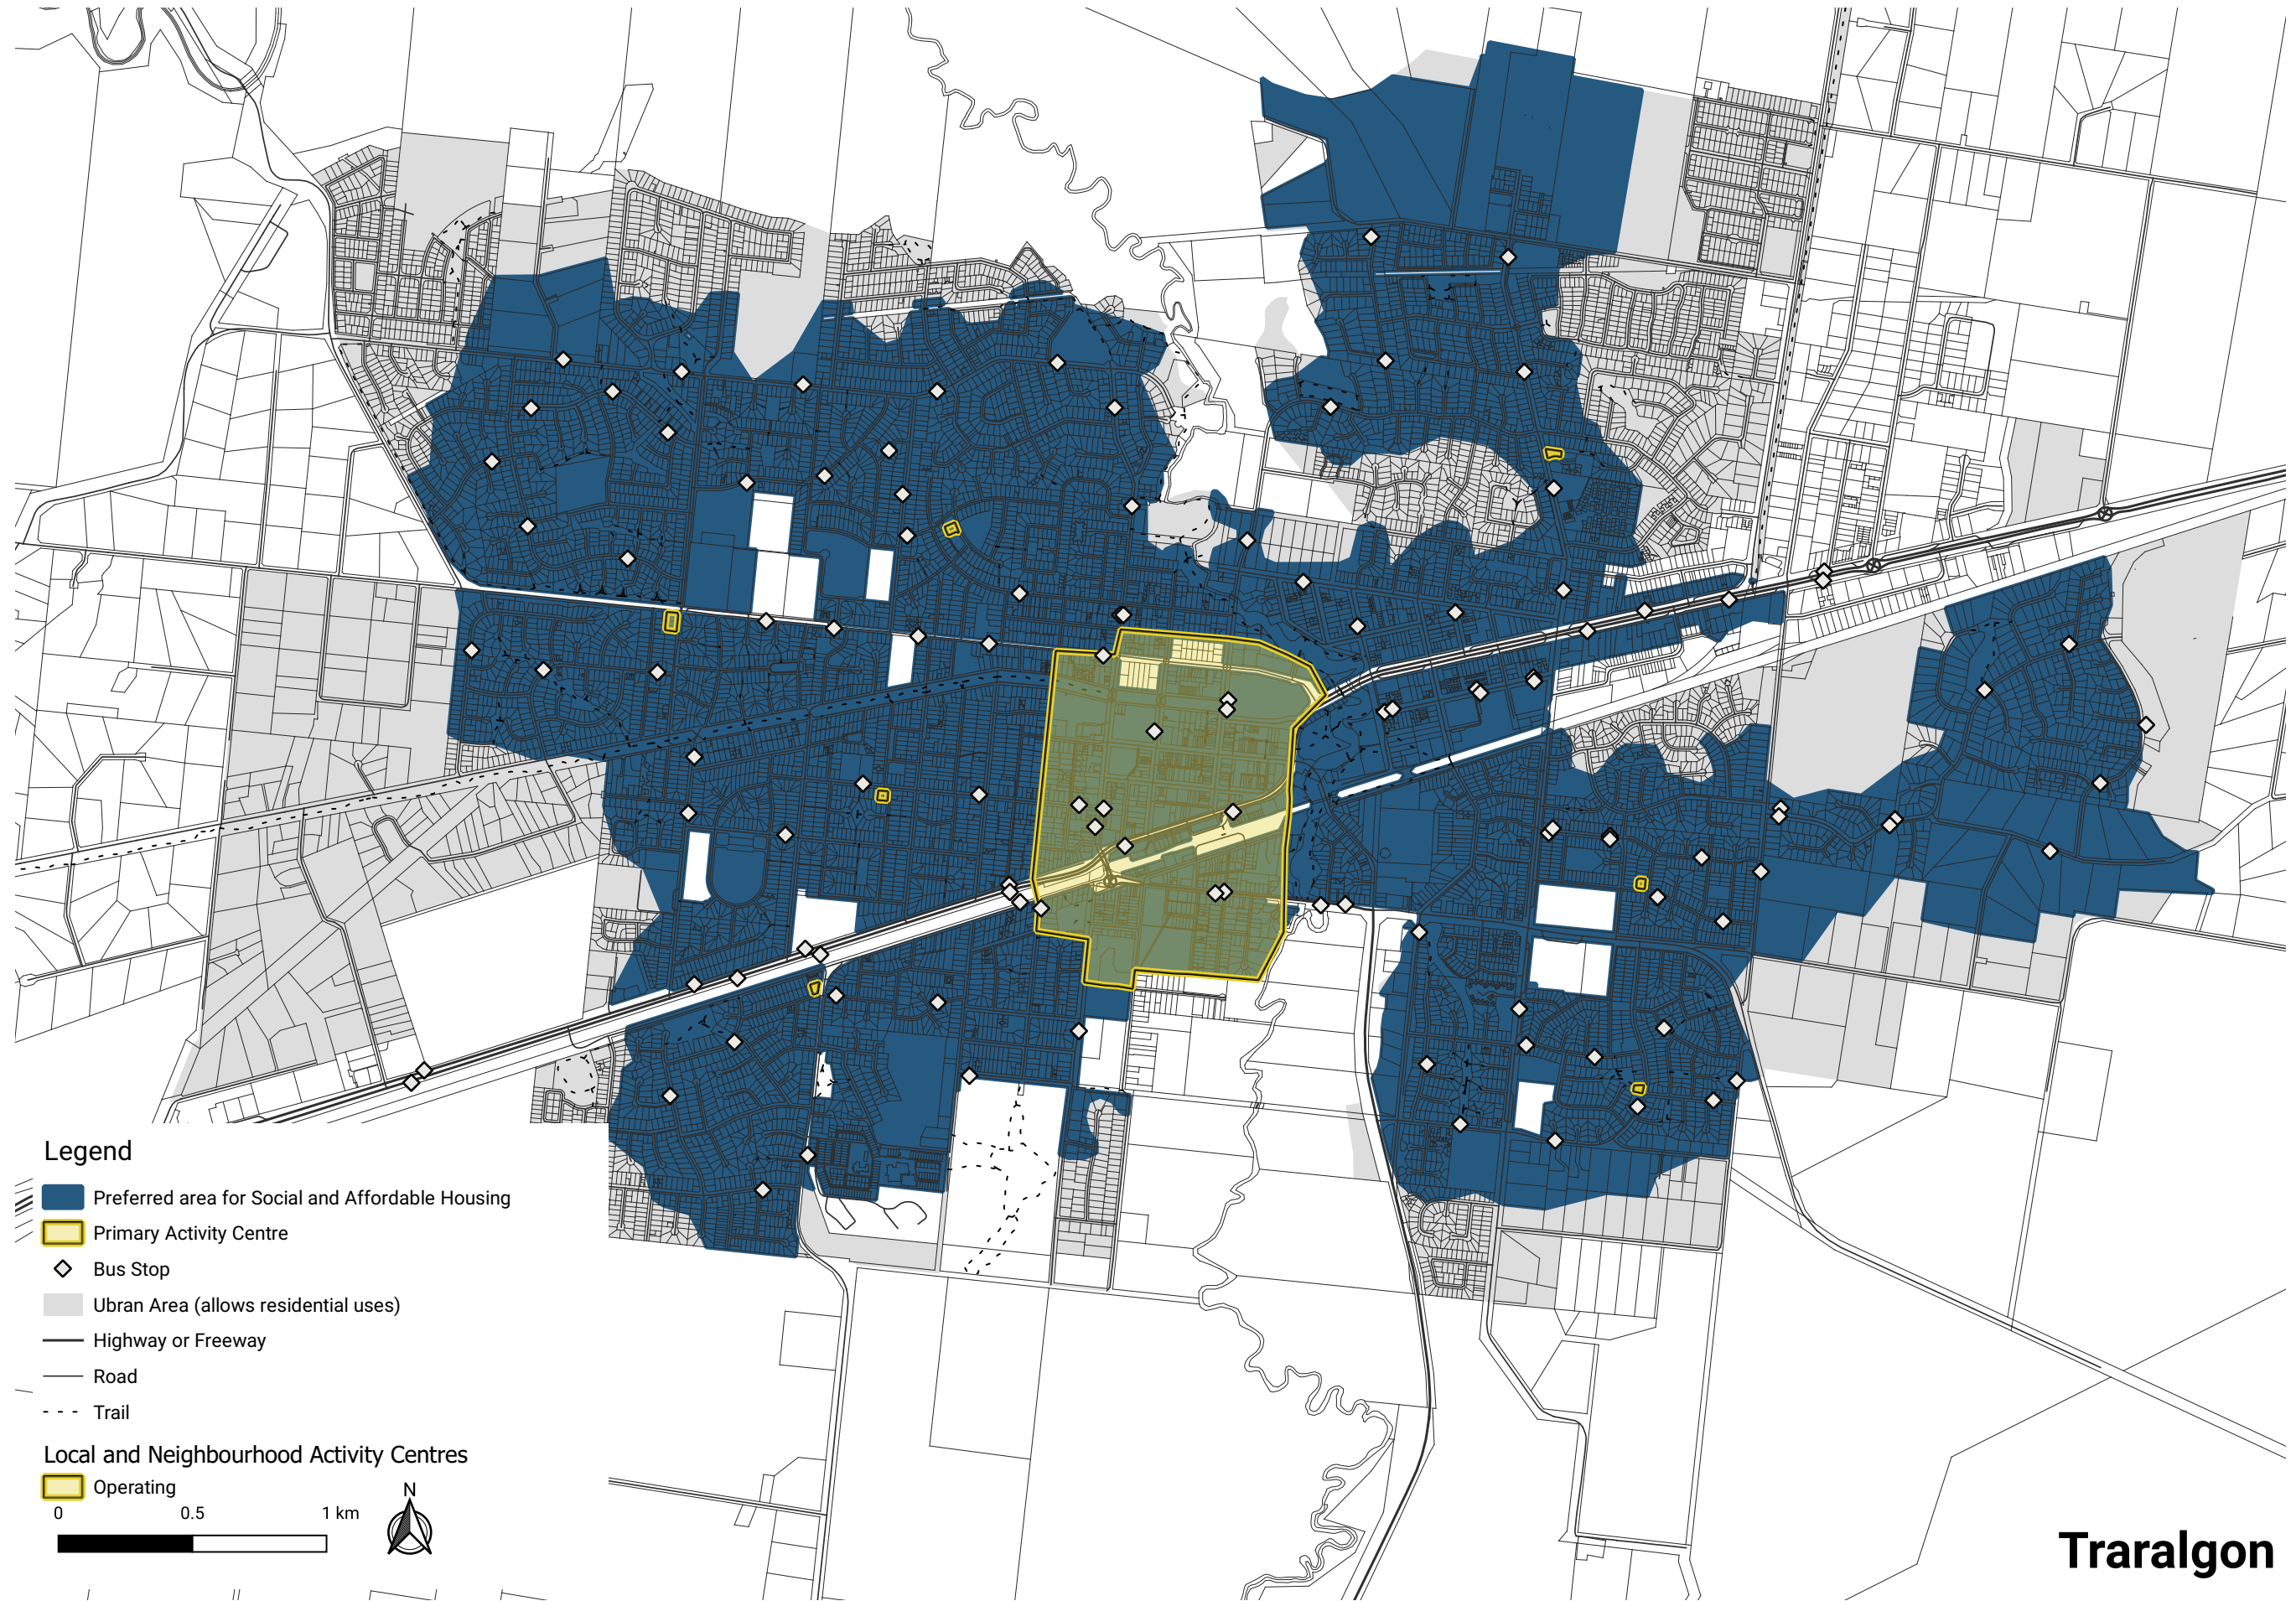 Legend
Preferred area for Social and Affordable Housing
Primary Activity Centre
Bus Stop
Ubran Area (allows residential uses)
Highway or Freeway
Road
Trail
Local and Neighbourhood Activity Centres
Operating
0 0.5 1 km
N
Traralgon